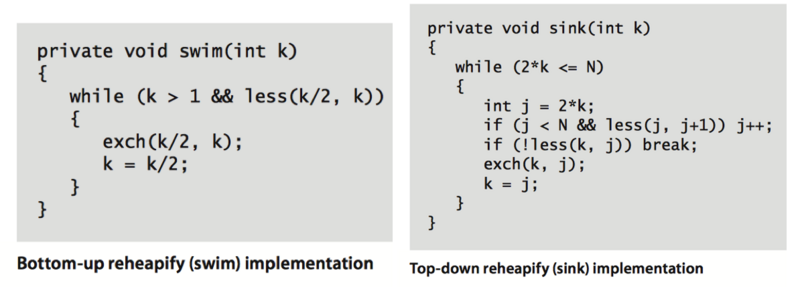 private void swim(int k)
{
    while (k > 1 && less(k/2, k))
    {
        exch(k/2, k);
        k = k/2;
    }
}
Bottom-up reheapify (swim) implementation
private void sink(int k)
{
    while (2*k <= N)
    {
        int j = 2*k;
        if (j < N && less(j, j+1)) j++;
        if (!less(k, j)) break;
        exch(k, j);
        k = j;
    }
}
Top-down reheapify (sink) implementation